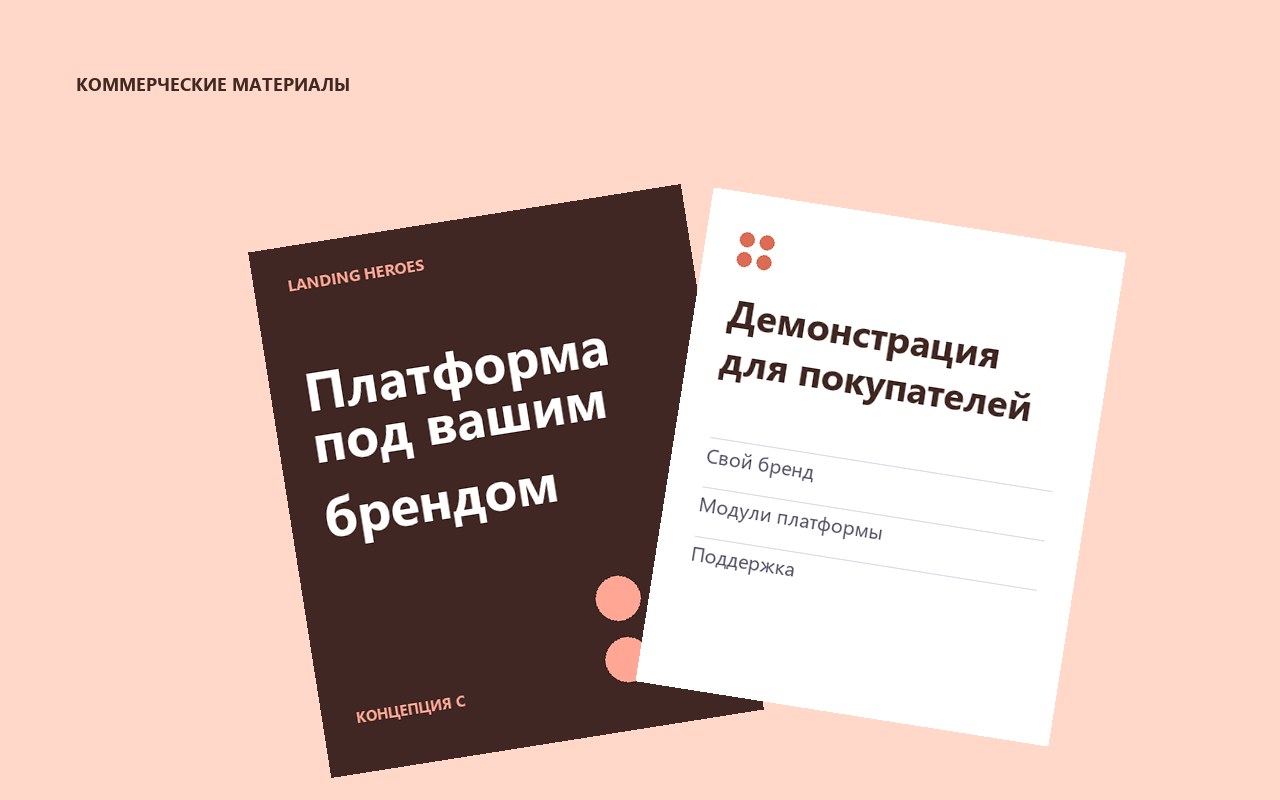 КОММЕРЧЕСКИЕ МАТЕРИАЛЫ
LANDING HEROES
Платформа
под вашим
брендом
КОНЦЕПЦИЯ C
Демонстрация
для покупателей
Свой бренд
Модули платформы
Поддержка